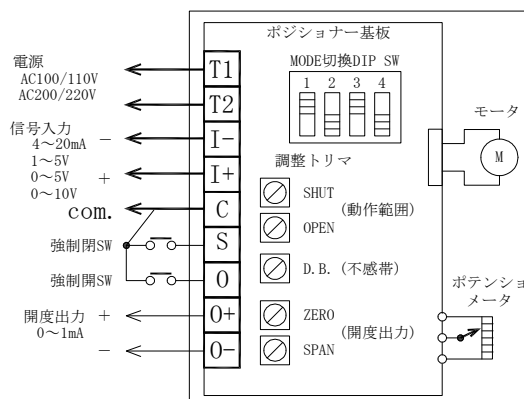 ポジショナー基板
電源
AC100/110V
AC200/220V
信号入力
4～20mA
1～5V
0～5V
0～10V
−
+
com.
強制閉SW
強制開SW
開度出力
0～1mA
+
−
T1
T2
I-
I+
C
S
O
O+
O-
MODE切換DIP SW
1 2 3 4
調整トリマ
SHUT
(動作範囲)
OPEN
D.B. (不感帯)
ZERO
(開度出力)
SPAN
モータ
M
ポテンショ
メータ